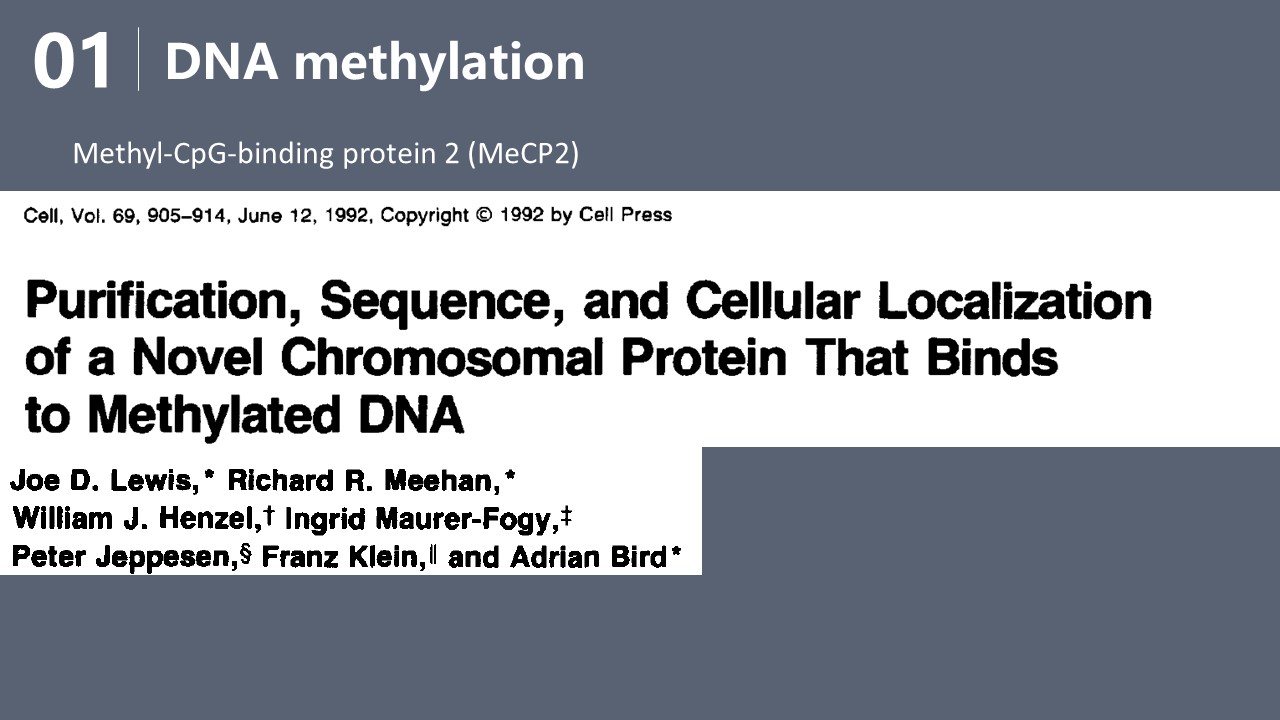 01 DNA methylation
Methyl-CpG-binding protein 2 (MeCP2)
Cell, Vol. 69, 905–914, June 12, 1992, Copyright © 1992 by Cell Press
Purification, Sequence, and Cellular Localization
of a Novel Chromosomal Protein That Binds
to Methylated DNA
Joe D. Lewis,* Richard R. Meehan,*
William J. Henzel,† Ingrid Maurer-Fogy,‡
Peter Jeppesen,§ Franz Klein,‖ and Adrian Bird*